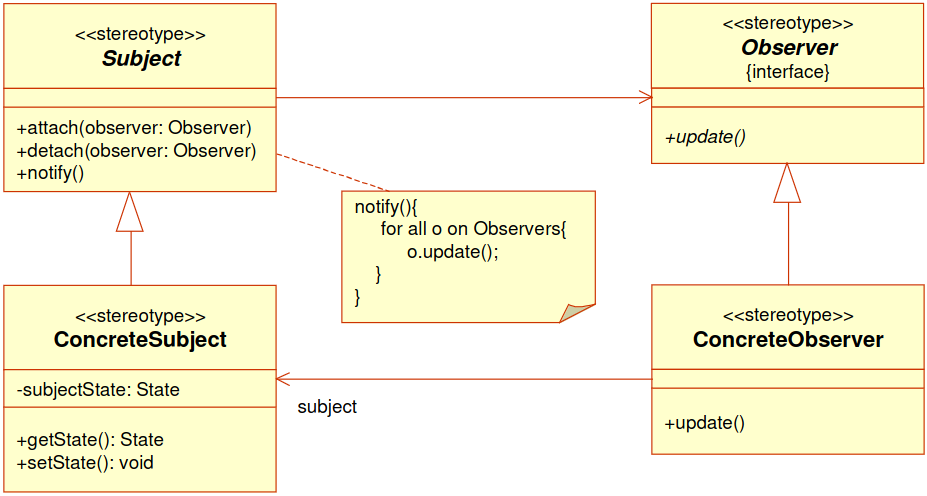 <<stereotype>>
Subject
+attach(observer: Observer)
+detach(observer: Observer)
+notify()
<<stereotype>>
Observer
{interface}
+update()
notify(){
for all o on Observers{
o.update();
}
}
<<stereotype>>
ConcreteSubject
-subjectState: State
+getState(): State
+setState(): void
subject
<<stereotype>>
ConcreteObserver
+update()